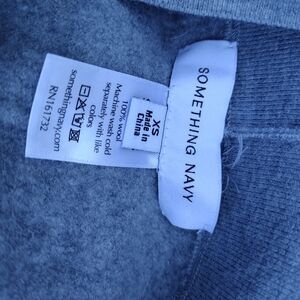 SOMETHING NAVY
XS
Made in
China
100% wool
Machine wash cold
separately with like
colors
somethingnavy.com
RN161732